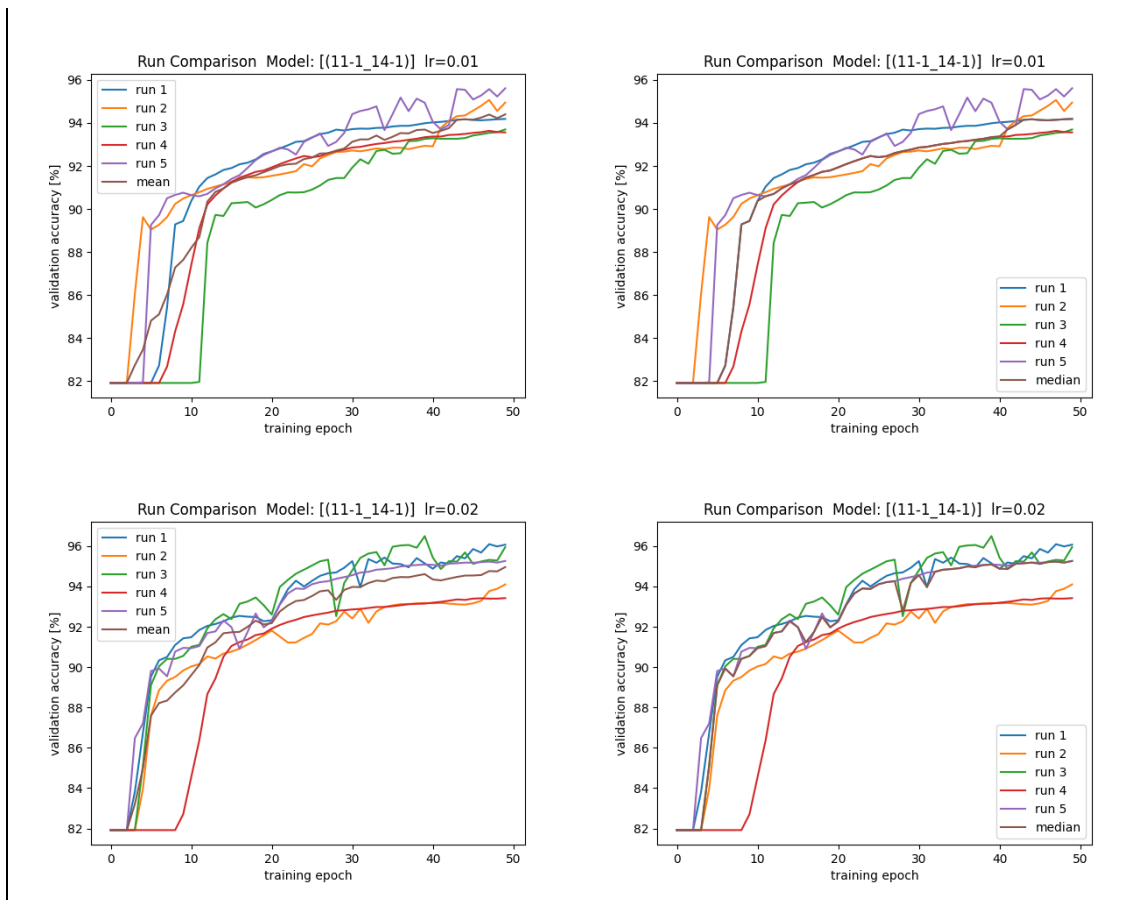 Run Comparison  Model: [(11-1_14-1)]  lr=0.01
96
94
92
90
88
86
84
82
validation accuracy [%]
run 1
run 2
run 3
run 4
run 5
mean
0 10 20 30 40 50
training epoch
Run Comparison  Model: [(11-1_14-1)]  lr=0.01
96
94
92
90
88
86
84
82
validation accuracy [%]
run 1
run 2
run 3
run 4
run 5
median
0 10 20 30 40 50
training epoch
Run Comparison  Model: [(11-1_14-1)]  lr=0.02
96
94
92
90
88
86
84
82
validation accuracy [%]
run 1
run 2
run 3
run 4
run 5
mean
0 10 20 30 40 50
training epoch
Run Comparison  Model: [(11-1_14-1)]  lr=0.02
96
94
92
90
88
86
84
82
validation accuracy [%]
run 1
run 2
run 3
run 4
run 5
median
0 10 20 30 40 50
training epoch